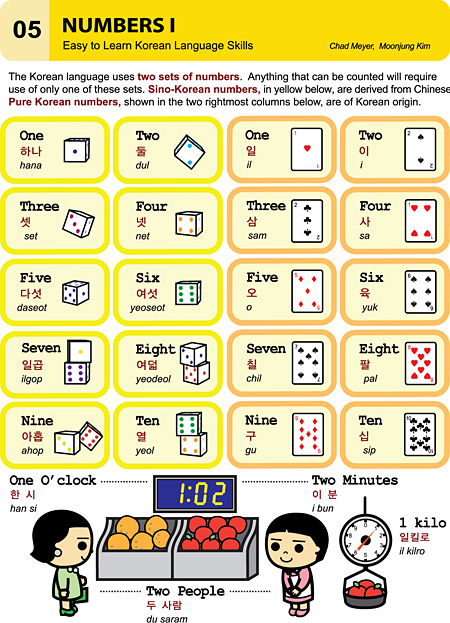 05
NUMBERS I
Easy to Learn Korean Language Skills
Chad Meyer, Moonjung Kim
The Korean language uses two sets of numbers. Anything that can be counted will require
use of only one of these sets. Sino-Korean numbers, in yellow below, are derived from Chinese
Pure Korean numbers, shown in the two rightmost columns below, are of Korean origin.
One
하나
hana
Two
둘
dul
One
일
il
Two
이
i
Three
셋
set
Four
넷
net
Three
삼
sam
Four
사
sa
Five
다섯
daseot
Six
여섯
yeoseot
Five
오
o
Six
육
yuk
Seven
일곱
ilgop
Eight
여덟
yeodeol
Seven
칠
chil
Eight
팔
pal
Nine
아홉
ahop
Ten
열
yeol
Nine
구
gu
Ten
십
sip
One O'clock
한 시
han si
1:02
Two Minutes
이 분
i bun
1 kilo
일킬로
il kilro
Two People
두 사람
du saram